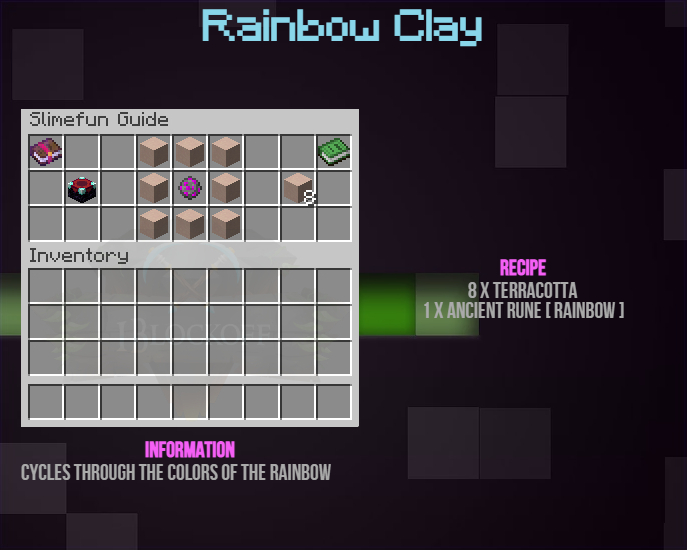 Rainbow Clay
Slimefun Guide
8
Inventory
RECIPE
8 X TERRACOTTA
1 X ANCIENT RUNE [ RAINBOW ]
IBLOCKOFF
INFORMATION
CYCLES THROUGH THE COLORS OF THE RAINBOW